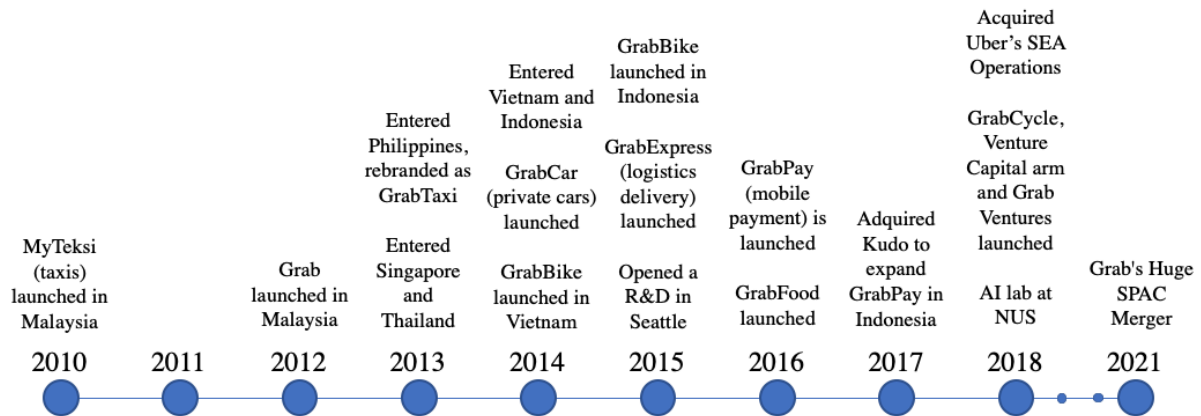 MyTeksi
(taxis)
launched in
Malaysia
2010
2011
Grab
launched in
Malaysia
2012
Entered
Philippines,
rebranded as
GrabTaxi
Entered
Singapore
and
Thailand
2013
Entered
Vietnam and
Indonesia
GrabCar
(private cars)
launched
GrabBike
launched in
Vietnam
2014
GrabBike
launched in
Indonesia
GrabExpress
(logistics
delivery)
launched
Opened a
R&D in
Seattle
2015
GrabPay
(mobile
payment) is
launched
GrabFood
launched
2016
Adquired
Kudo to
expand
GrabPay in
Indonesia
2017
Acquired
Uber’s SEA
Operations
GrabCycle,
Venture
Capital arm
and Grab
Ventures
launched
AI lab at
NUS
2018
Grab's Huge
SPAC
Merger
2021